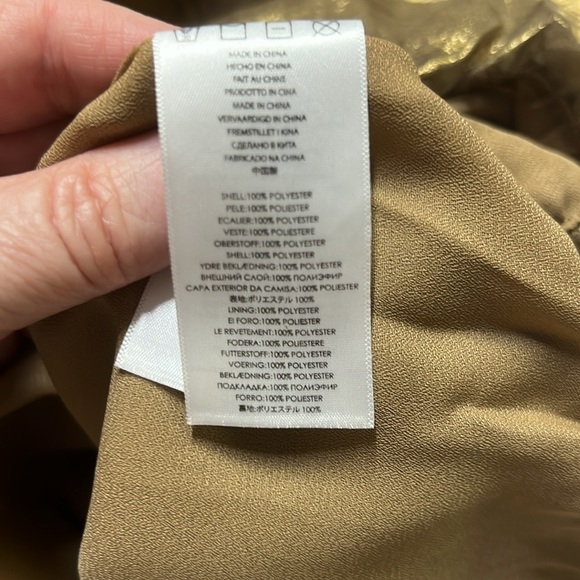 MADE IN CHINA
HECHO EN CHINA
FAIT AU CHINE
PRODOTTO IN CINA
MADE IN CHINA
VERVAARDIGD IN CHINA
FREMSTILLET I KINA
СДЕЛАНО В КИТА
FABRICADO NA CHINA
中国製
SHELL:100% POLYESTER
PELE:100% POLIESTER
ECALIER:100% POLYESTER
VESTE:100% POLIESTERE
OBERSTOFF:100% POLYESTER
SHELL:100% POLYESTER
YDRE BEKLÆDNING:100% POLYESTER
ВНЕШНИЙ СЛОЙ:100% ПОЛИЭФИР
CAPA EXTERIOR DA CAMISA:100% POLIESTER
表地:ポリエステル 100%
LINING:100% POLYESTER
El FORO:100% POLIESTER
LE REVETEMENT:100% POLYESTER
FODERA:100% POLIESTERE
FUTTERSTOFF:100% POLYESTER
VOERING:100% POLYESTER
BEKLÆDNING:100% POLYESTER
ПОДКЛАДКА:100% ПОЛИЭФИР
FORRO:100% POLIESTER
裏地:ポリエステル 100%